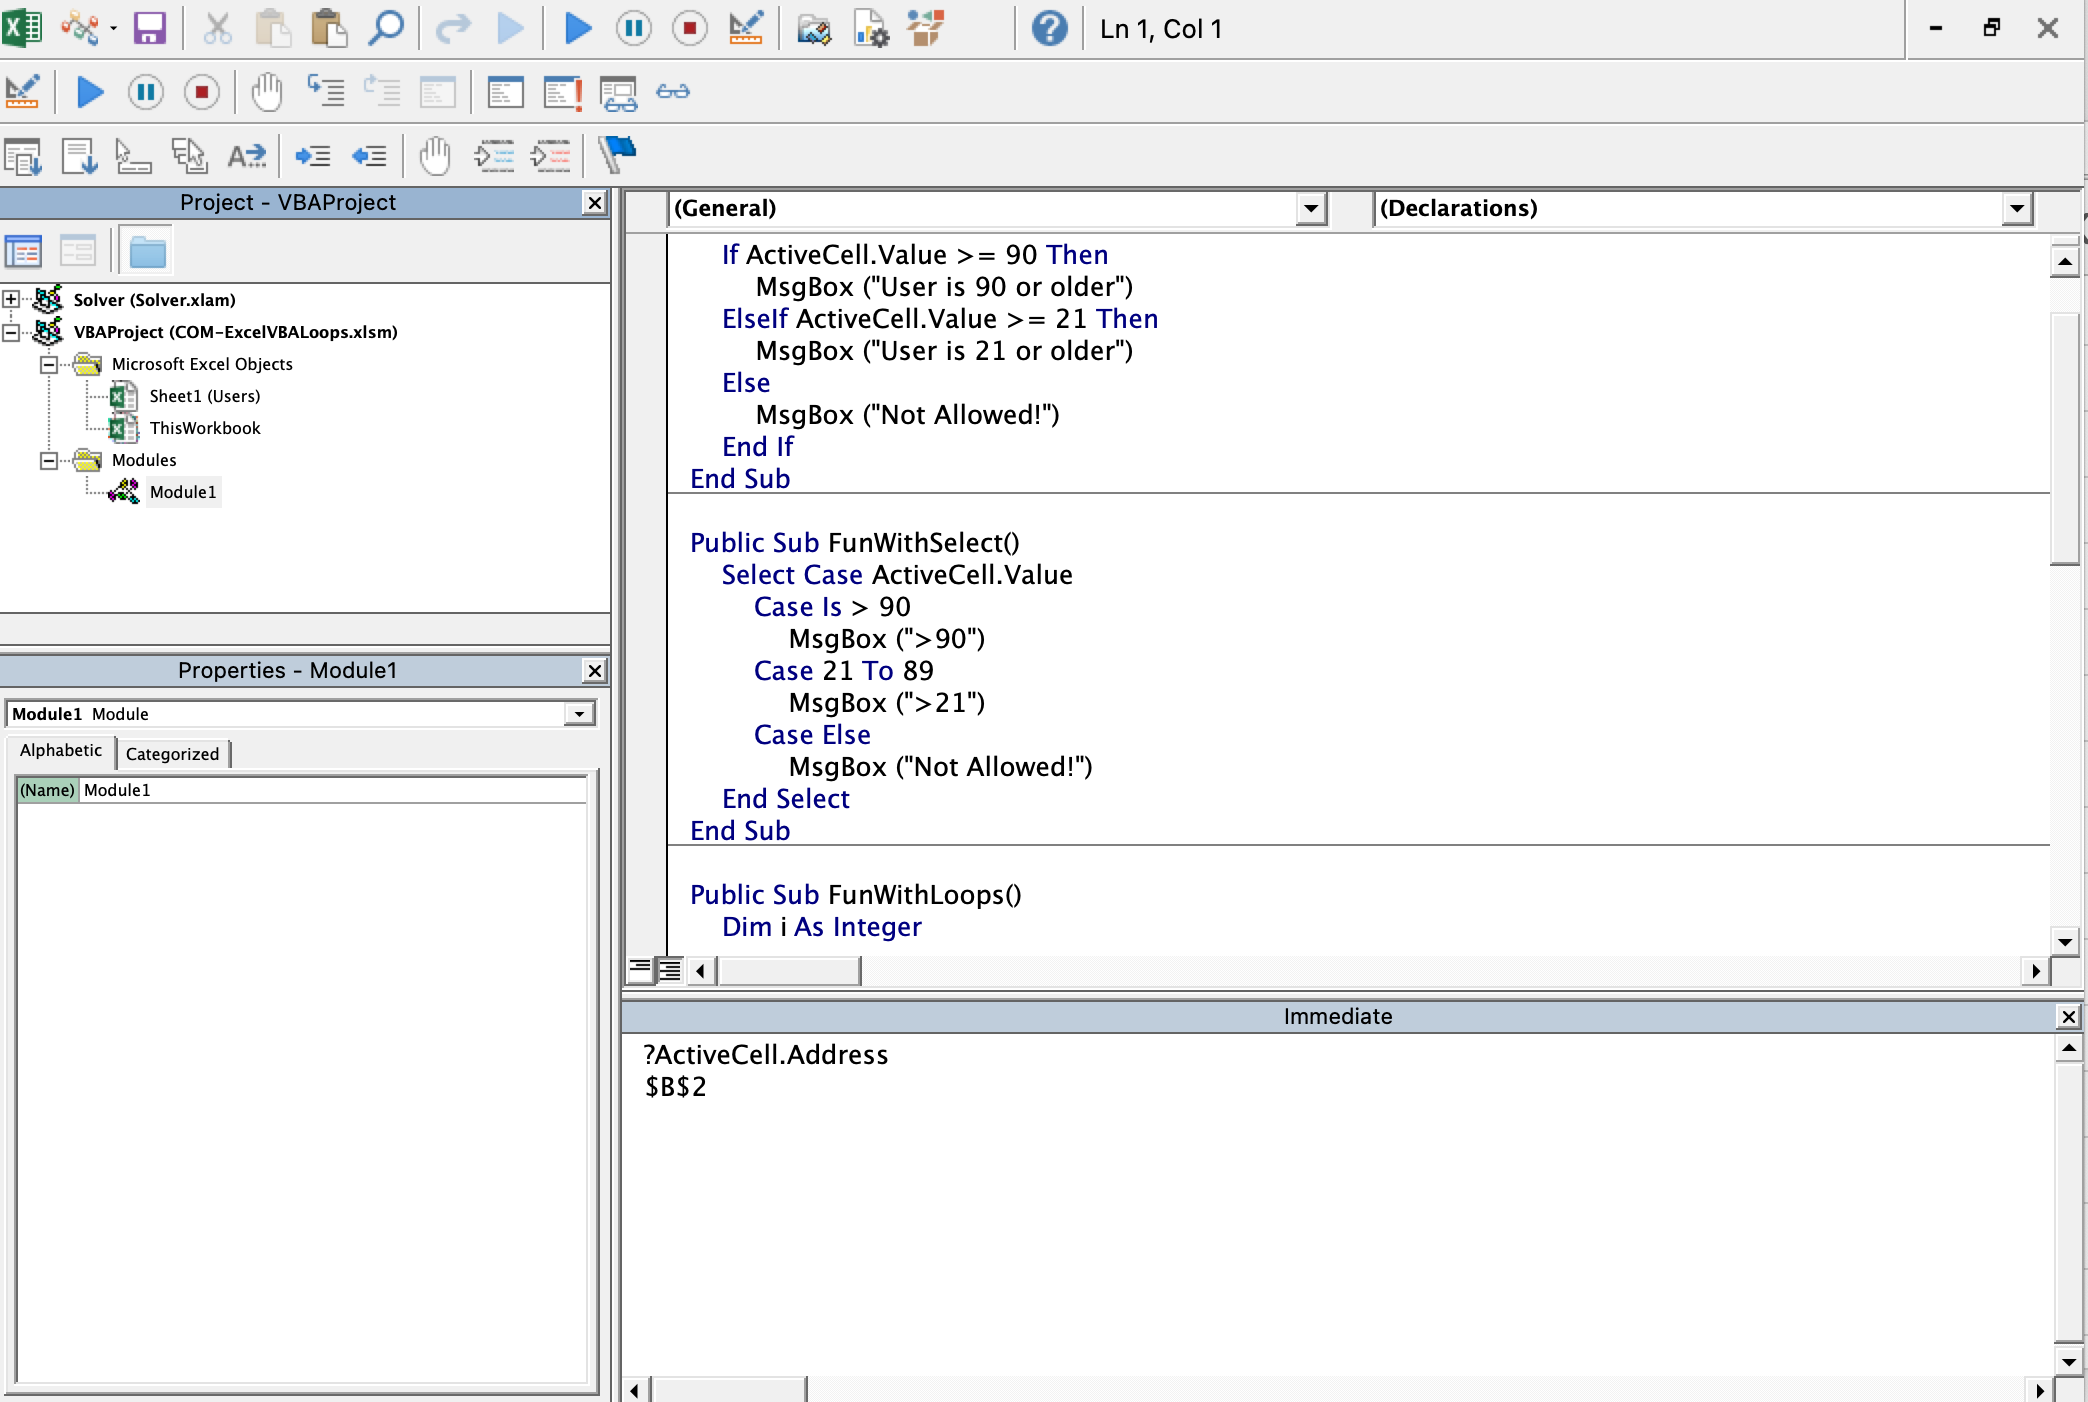 Ln 1, Col 1
Project - VBAProject
Solver (Solver.xlam)
VBAProject (COM-ExcelVBALoops.xlsm)
Microsoft Excel Objects
Sheet1 (Users)
ThisWorkbook
Modules
Module1
Properties - Module1
Module1 Module
Alphabetic
Categorized
(Name) Module1
(General)
(Declarations)
If ActiveCell.Value >= 90 Then
MsgBox ("User is 90 or older")
ElseIf ActiveCell.Value >= 21 Then
MsgBox ("User is 21 or older")
Else
MsgBox ("Not Allowed!")
End If
End Sub
Public Sub FunWithSelect()
Select Case ActiveCell.Value
Case Is > 90
MsgBox (">90")
Case 21 To 89
MsgBox (">21")
Case Else
MsgBox ("Not Allowed!")
End Select
End Sub
Public Sub FunWithLoops()
Dim i As Integer
Immediate
?ActiveCell.Address
$B$2